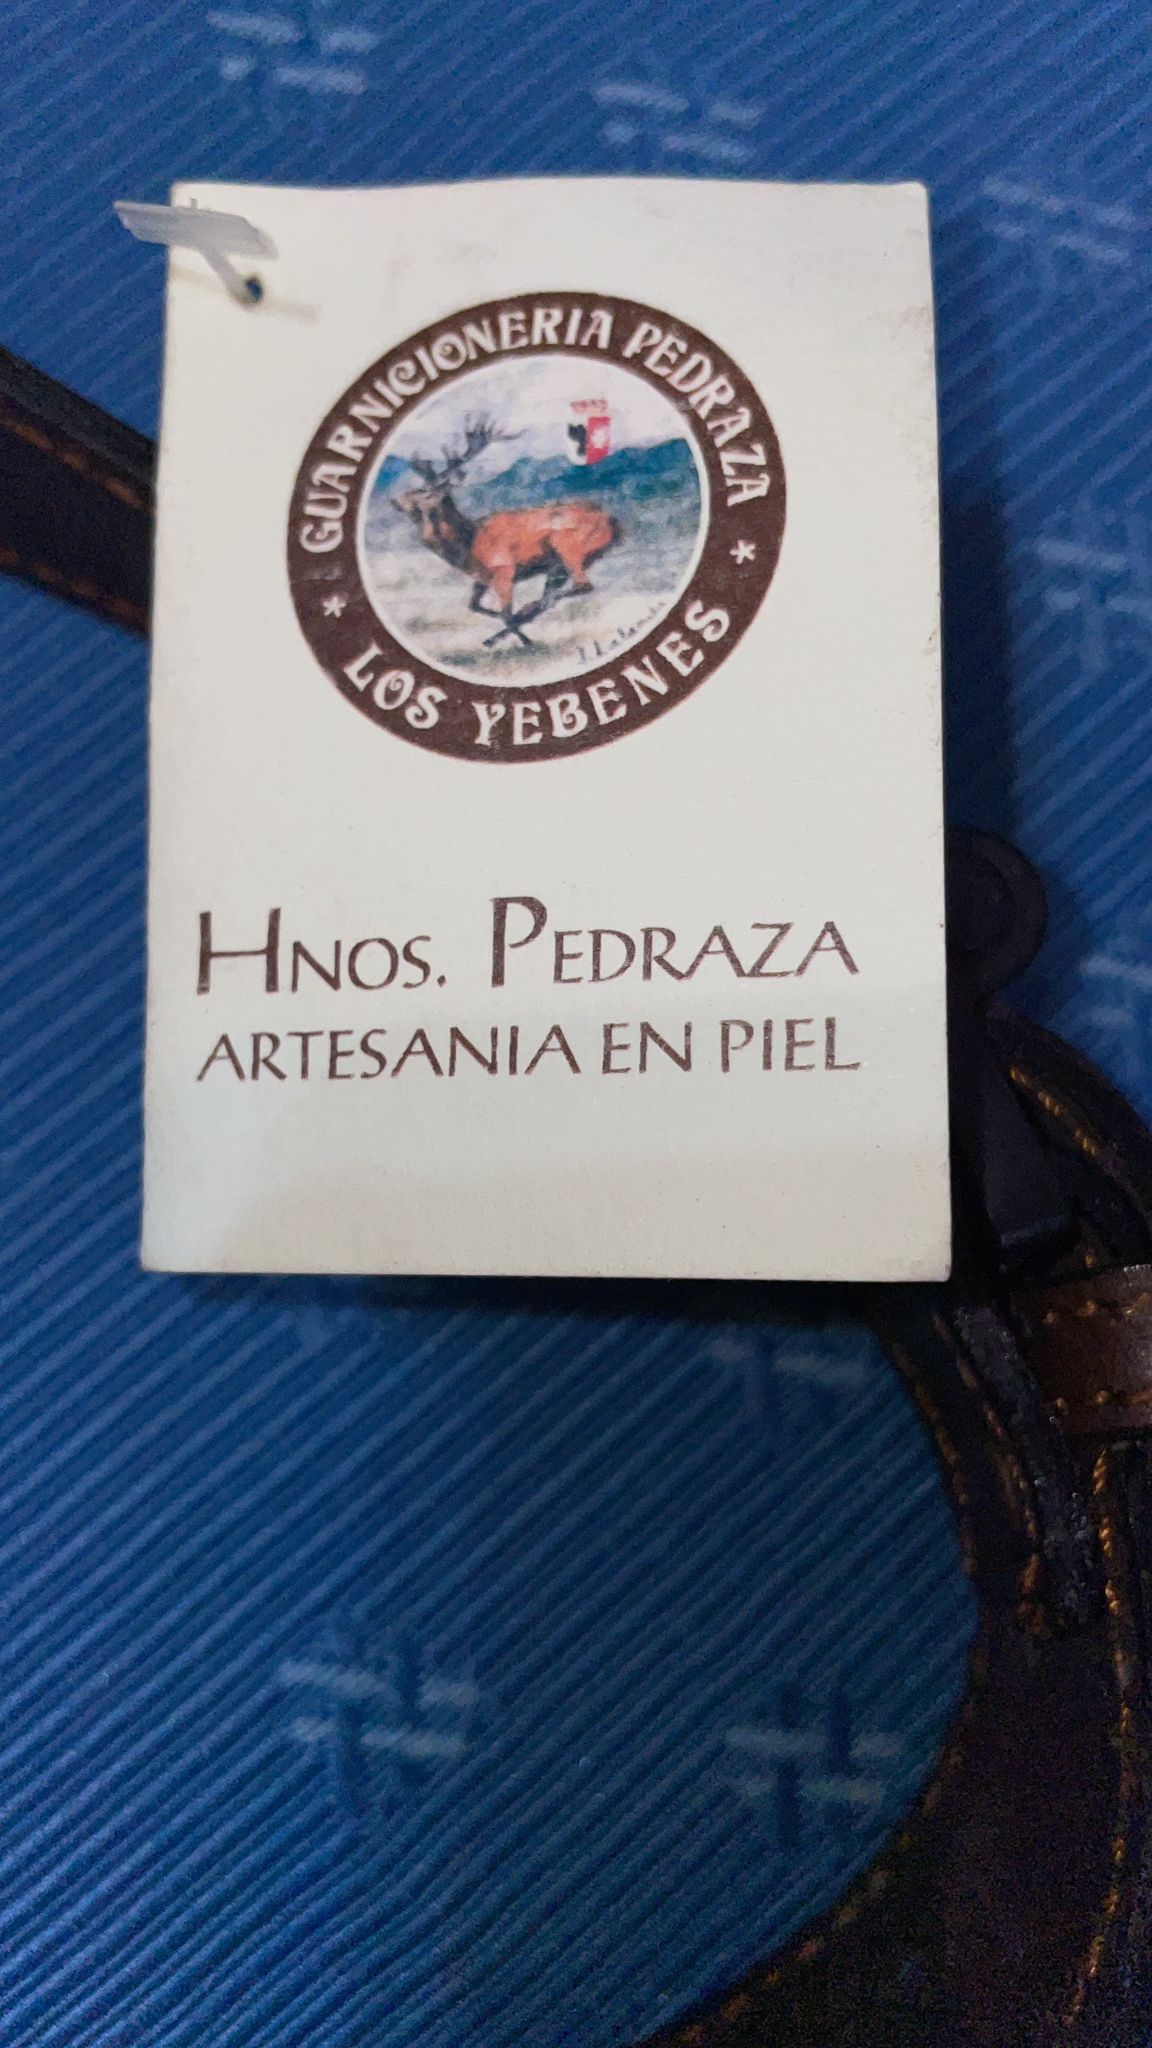 GUARNICIONERIA PEDRAZA
* LOS YEBENES *
HNOS. PEDRAZA
ARTESANIA EN PIEL